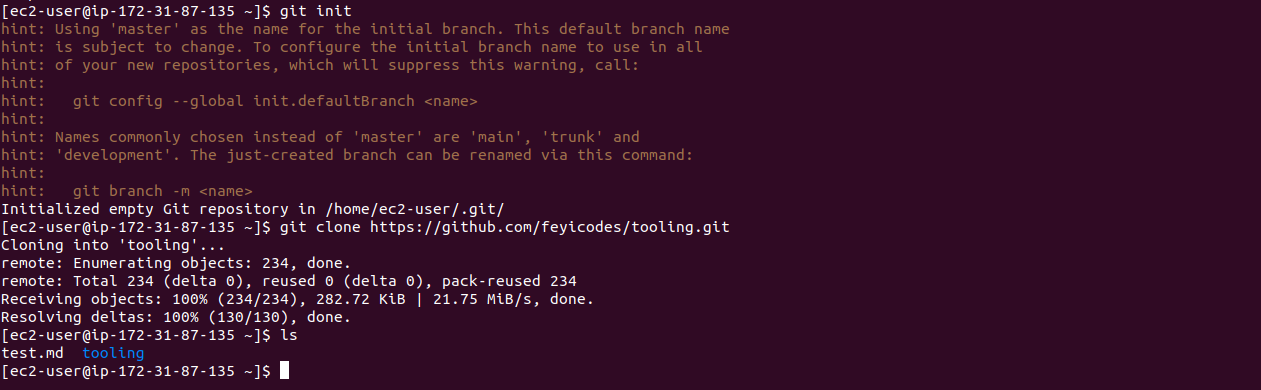 [ec2-user@ip-172-31-87-135 ~]$ git init
hint: Using 'master' as the name for the initial branch. This default branch name
hint: is subject to change. To configure the initial branch name to use in all
hint: of your new repositories, which will suppress this warning, call:
hint:
hint:   git config --global init.defaultBranch <name>
hint:
hint: Names commonly chosen instead of 'master' are 'main', 'trunk' and
hint: 'development'. The just-created branch can be renamed via this command:
hint:
hint:   git branch -m <name>
Initialized empty Git repository in /home/ec2-user/.git/
[ec2-user@ip-172-31-87-135 ~]$ git clone https://github.com/feyicodes/tooling.git
Cloning into 'tooling'...
remote: Enumerating objects: 234, done.
remote: Total 234 (delta 0), reused 0 (delta 0), pack-reused 234
Receiving objects: 100% (234/234), 282.72 KiB | 21.75 MiB/s, done.
Resolving deltas: 100% (130/130), done.
[ec2-user@ip-172-31-87-135 ~]$ ls
test.md  tooling
[ec2-user@ip-172-31-87-135 ~]$